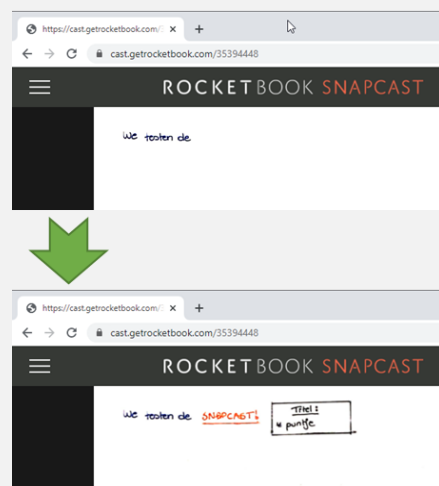 https://cast.getrocketbook.com/
cast.getrocketbook.com/35394448
ROCKETBOOK SNAPCAST
We testen de
https://cast.getrocketbook.com/
cast.getrocketbook.com/35394448
ROCKETBOOK SNAPCAST
We testen de SNAPCAST!
Titel:
puntje